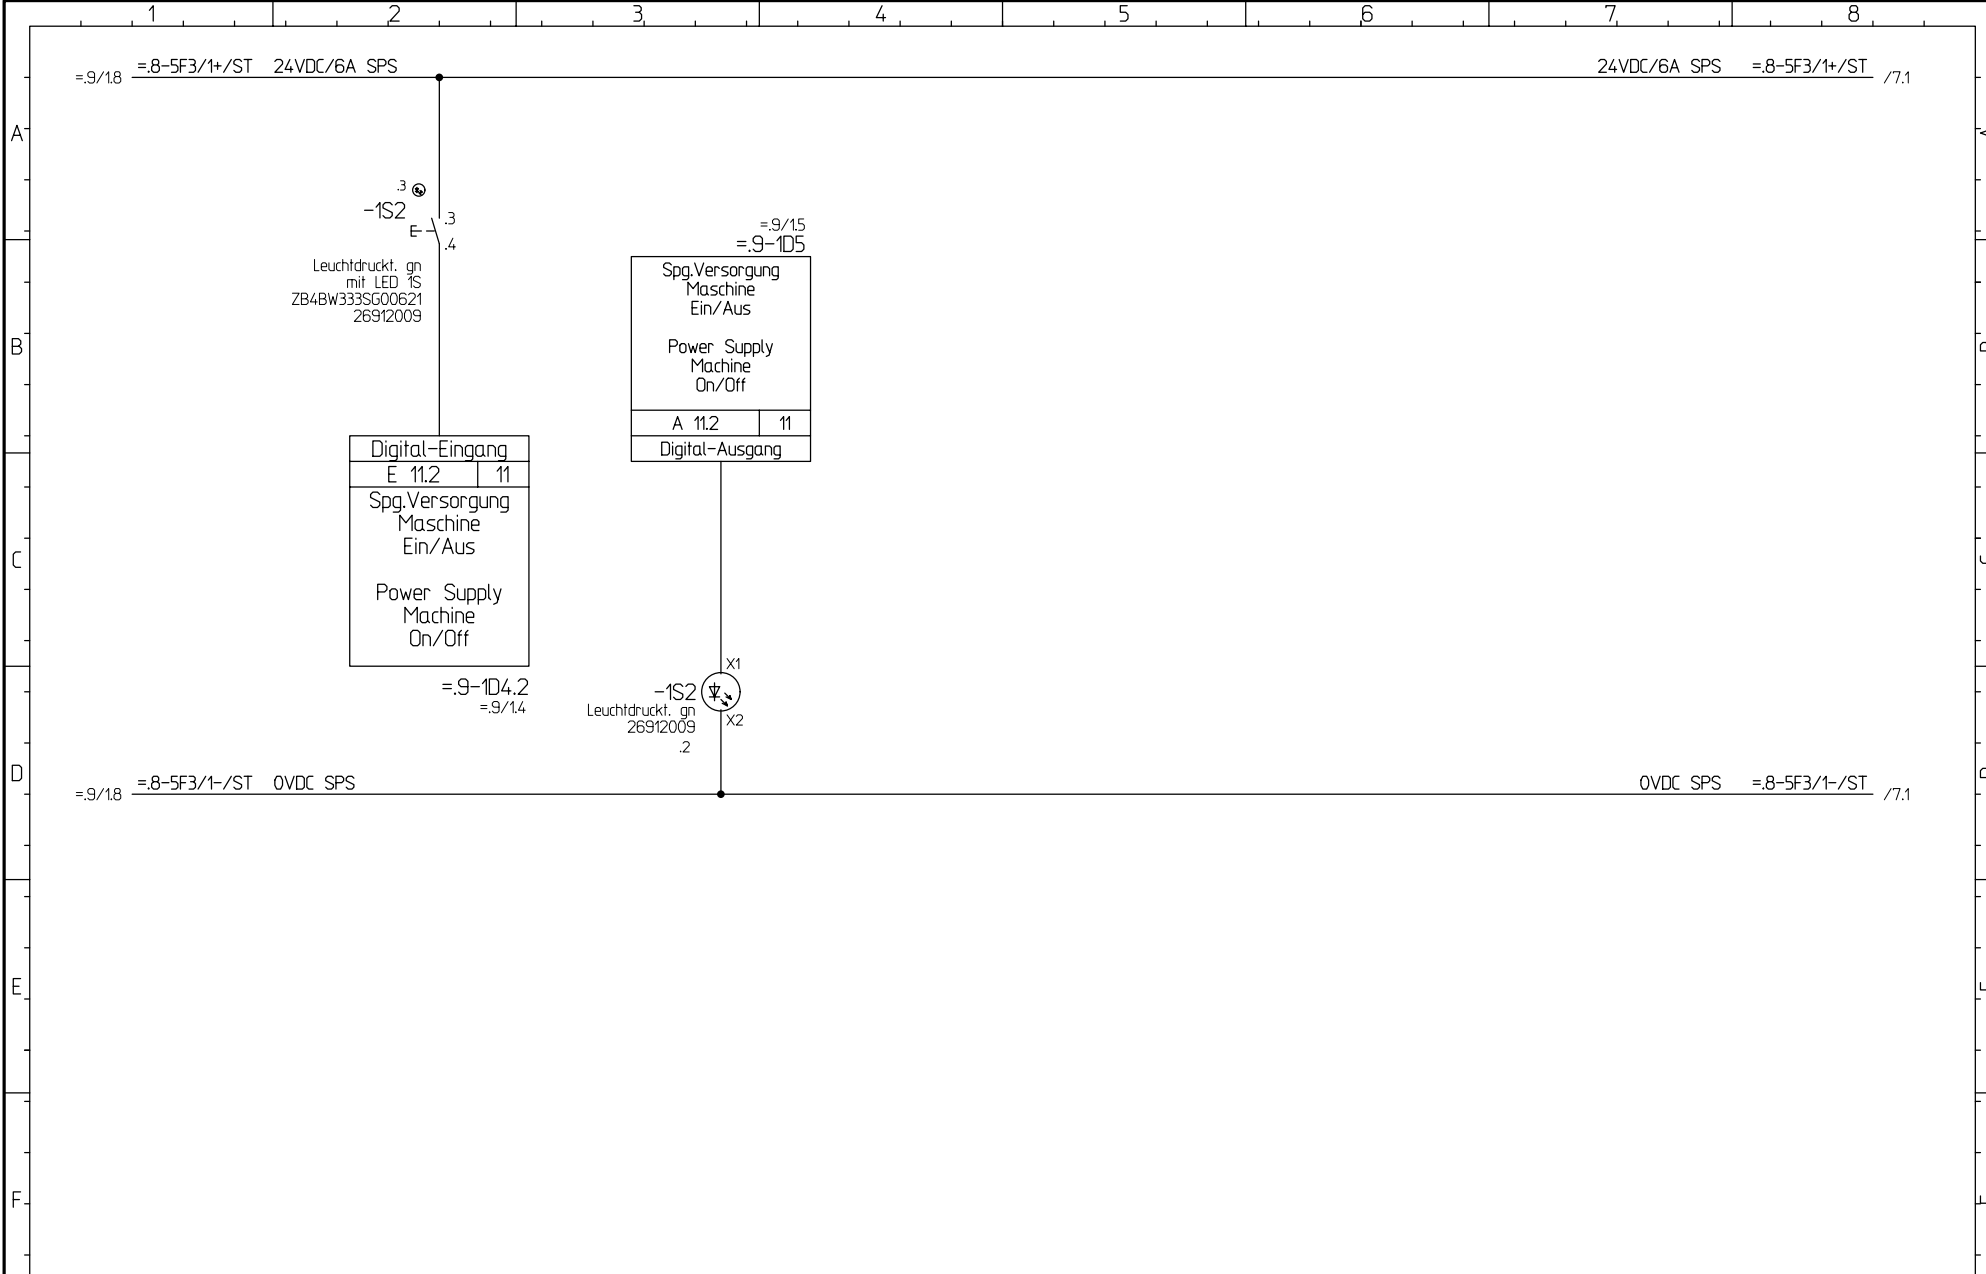 1 2 3 4 5 6 7 8
=.9/1.8 =.8-5F3/1+/ST 24VDC/6A SPS 24VDC/6A SPS =.8-5F3/1+/ST /7.1
A
.3
-1S2
.3
E
.4
Leuchtdruckt. gn
mit LED 1S
ZB4BW333SG00621
26912009
=.9/1.5
=.9-1D5
Spg.Versorgung
Maschine
Ein/Aus
Power Supply
Machine
On/Off
A 11.2 11
Digital-Ausgang
B
Digital-Eingang
E 11.2 11
Spg.Versorgung
Maschine
Ein/Aus
Power Supply
Machine
On/Off
=.9-1D4.2
=.9/1.4
C
X1
-1S2
Leuchtdruckt. gn
26912009
X2
.2
D
=.9/1.8 =.8-5F3/1-/ST 0VDC SPS 0VDC SPS =.8-5F3/1-/ST /7.1
E
F